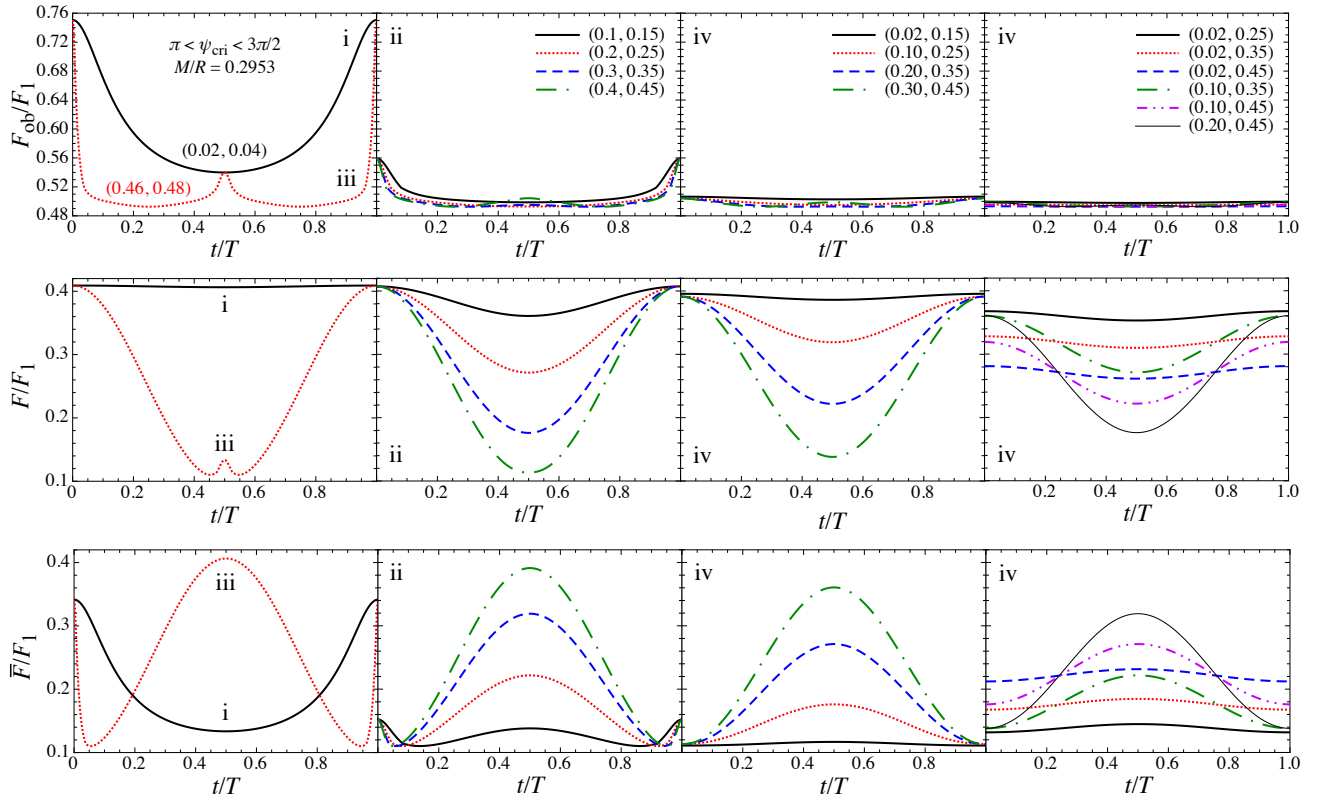 0.76
0.72
0.68
0.64
0.60
0.56
0.52
0.48
F_ob/F_1
π < ψ_cri < 3π/2
M/R = 0.2953
i
(0.02, 0.04)
(0.46, 0.48)
iii
ii
(0.1, 0.15)
(0.2, 0.25)
(0.3, 0.35)
(0.4, 0.45)
iv
(0.02, 0.15)
(0.10, 0.25)
(0.20, 0.35)
(0.30, 0.45)
iv
(0.02, 0.25)
(0.02, 0.35)
(0.02, 0.45)
(0.10, 0.35)
(0.10, 0.45)
(0.20, 0.45)
0 0.2 0.4 0.6 0.8 0.2 0.4 0.6 0.8 0.2 0.4 0.6 0.8 0.2 0.4 0.6 0.8 1.0
t/T t/T t/T t/T
0.4
0.3
0.2
0.1
F/F_1
i
iii
ii
iv
iv
0 0.2 0.4 0.6 0.8 0.2 0.4 0.6 0.8 0.2 0.4 0.6 0.8 0.2 0.4 0.6 0.8 1.0
t/T t/T t/T t/T
0.4
0.3
0.2
0.1
F̅/F_1
iii
i
ii
iv
iv
0 0.2 0.4 0.6 0.8 0.2 0.4 0.6 0.8 0.2 0.4 0.6 0.8 0.2 0.4 0.6 0.8 1.0
t/T t/T t/T t/T